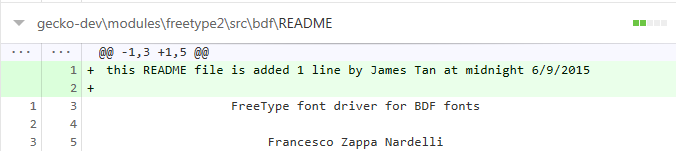 gecko-dev\modules\freetype2\src\bdf\README
... ... @@ -1,3 +1,5 @@
1 + this README file is added 1 line by James Tan at midnight 6/9/2015
2 +
1 3 FreeType font driver for BDF fonts
2 4
3 5 Francesco Zappa Nardelli